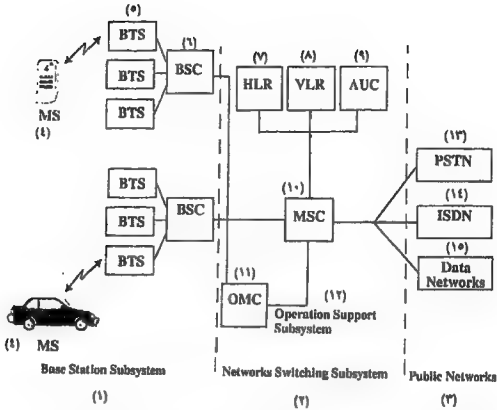 (٥)
BTS
(٦)
BSC
BTS
BTS
MS
(٤)
(٧)
HLR
(٨)
VLR
(٩)
AUC
(١٣)
PSTN
(١٤)
ISDN
(١٥)
Data
Networks
BTS
BTS
BTS
BSC
(١٠)
MSC
(١١)
OMC
(١٢)
Operation Support
Subsystem
(٤)
MS
Base Station Subsystem
(١)
Networks Switching Subsystem
(٢)
Public Networks
(٣)